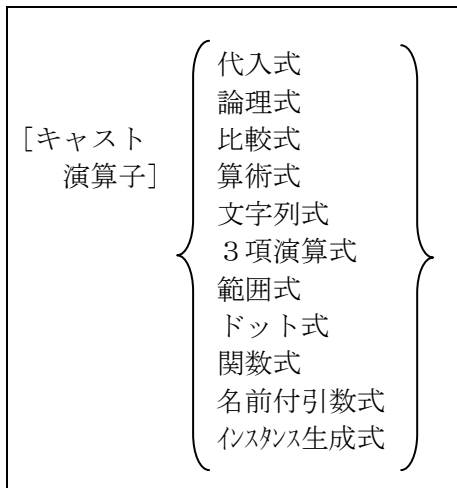 代入式
論理式
[キャスト 比較式
演算子] 算術式
文字列式
３項演算式
範囲式
ドット式
関数式
名前付引数式
ｲﾝｽﾀﾝｽ生成式